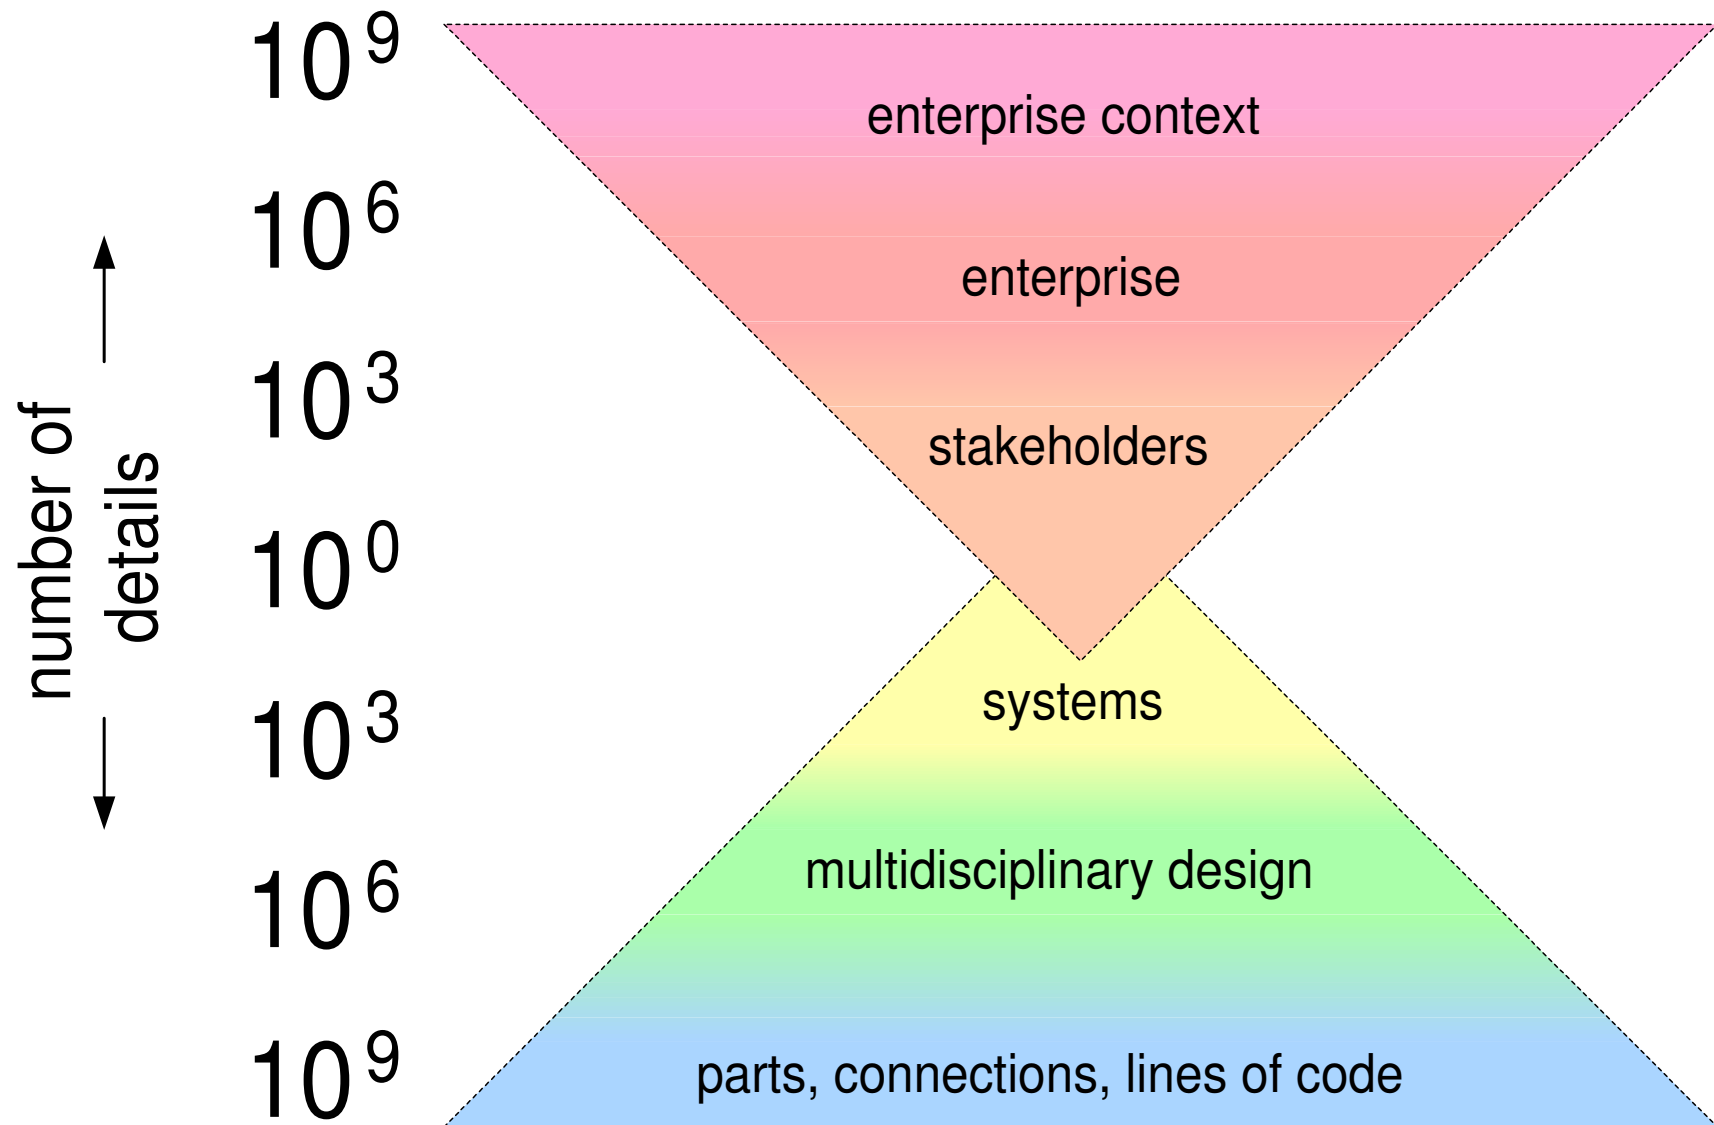 10⁹
enterprise context
10⁶
enterprise
10³
stakeholders
number of
details
10⁰
10³
systems
10⁶
multidisciplinary design
10⁹
parts, connections, lines of code